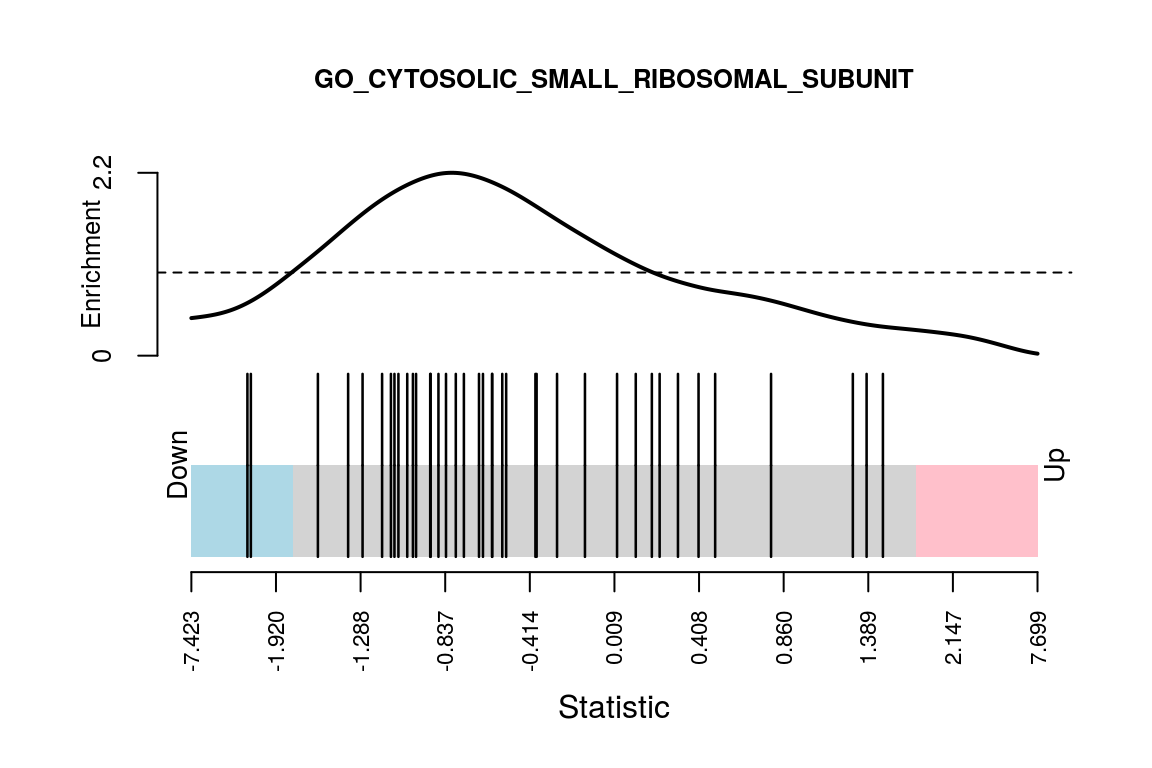 GO_CYTOSOLIC_SMALL_RIBOSOMAL_SUBUNIT
2.2
Enrichment
0
Down
Up
-7.423
-1.920
-1.288
-0.837
-0.414
0.009
0.408
0.860
1.389
2.147
7.699
Statistic